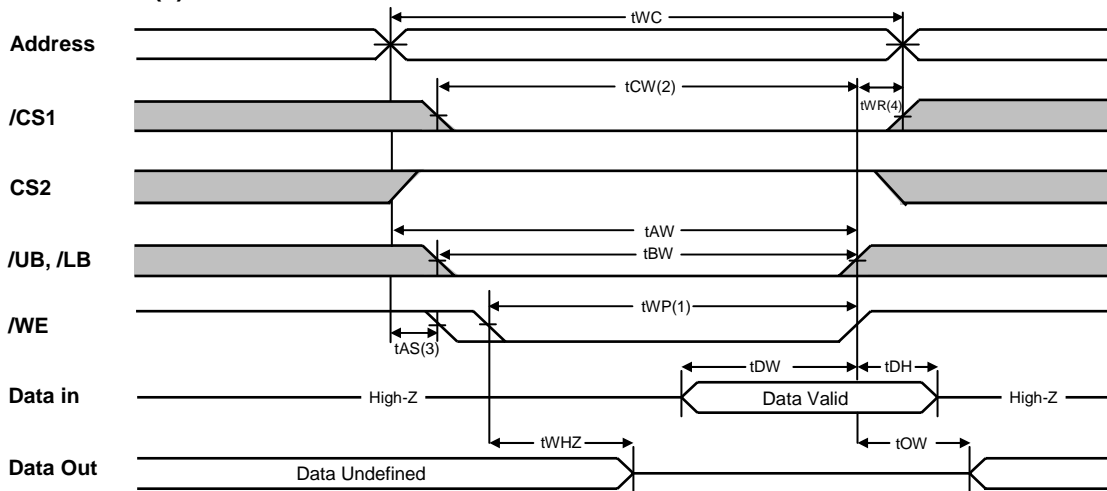 (1)
tWC
Address
tCW(2)
tWR(4)
/CS1
CS2
tAW
/UB, /LB
tBW
tWP(1)
/WE
tAS(3)
tDW
tDH
Data in
High-Z
Data Valid
High-Z
tWHZ
tOW
Data Out
Data Undefined